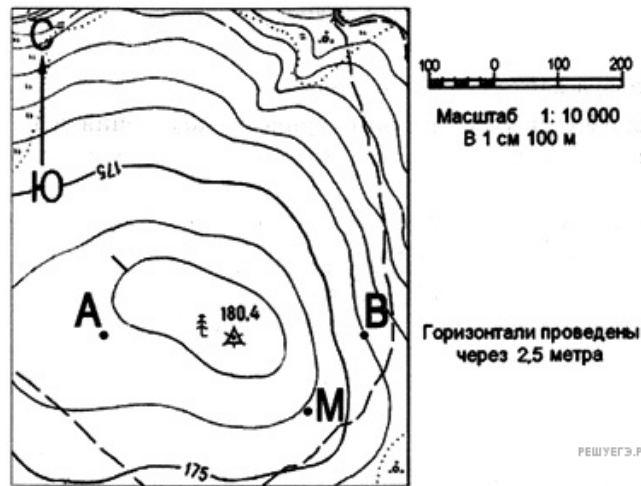 С
100 0 100 200
Масштаб 1: 10 000
В 1 см 100 м
175
Ю
180.4
А
В
Горизонтали проведены
через 2,5 метра
М
175
РЕШУЕГЭ.Р